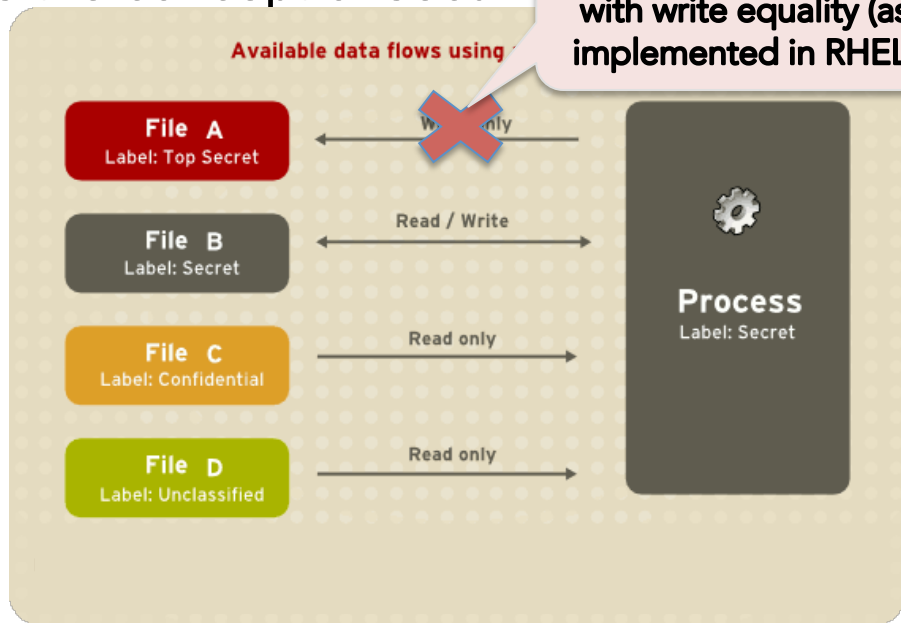 with write equality (as
implemented in RHEL
Available data flows using
File A
Label: Top Secret
File B
Label: Secret
Read / Write
File C
Label: Confidential
Read only
File D
Label: Unclassified
Read only
Process
Label: Secret